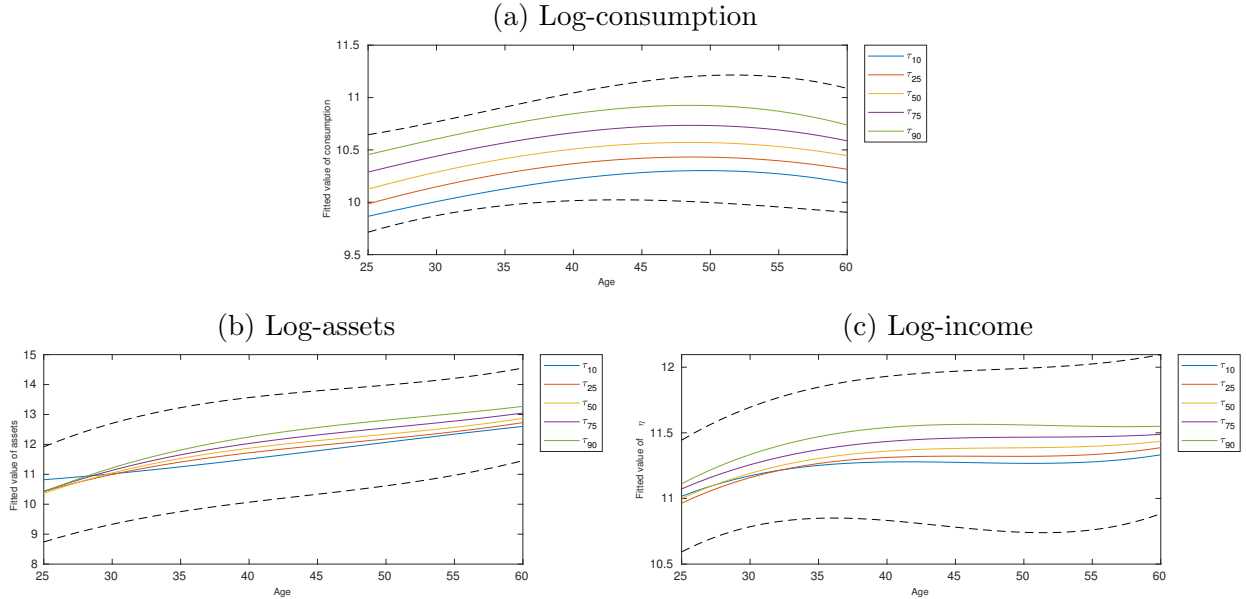 (a) Log-consumption
11.5
11
10.5
10
9.5
Fitted value of consumption
25 30 35 40 45 50 55 60
Age
τ10
τ25
τ50
τ75
τ90
(b) Log-assets
15
14
13
12
11
10
9
8
Fitted value of assets
25 30 35 40 45 50 55 60
Age
τ10
τ25
τ50
τ75
τ90
(c) Log-income
12
11.5
11
10.5
Fitted value of η
25 30 35 40 45 50 55 60
Age
τ10
τ25
τ50
τ75
τ90